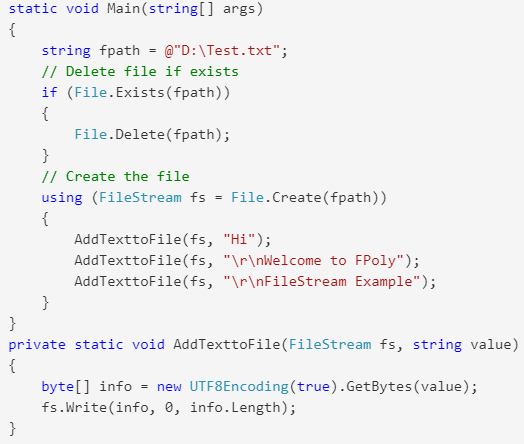 static void Main(string[] args)
{
    string fpath = @"D:\Test.txt";
    // Delete file if exists
    if (File.Exists(fpath))
    {
        File.Delete(fpath);
    }
    // Create the file
    using (FileStream fs = File.Create(fpath))
    {
        AddTexttoFile(fs, "Hi");
        AddTexttoFile(fs, "\r\nWelcome to FPoly");
        AddTexttoFile(fs, "\r\nFileStream Example");
    }
}
private static void AddTexttoFile(FileStream fs, string value)
{
    byte[] info = new UTF8Encoding(true).GetBytes(value);
    fs.Write(info, 0, info.Length);
}